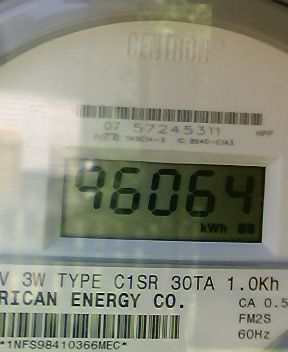 CENTRON
07 57245311
HPP
96064
kWh
V 3W TYPE C1SR 30TA 1.0Kh
RICAN ENERGY CO.
CA 0.5
FM2S
60Hz
*1NFS98410366MEC*